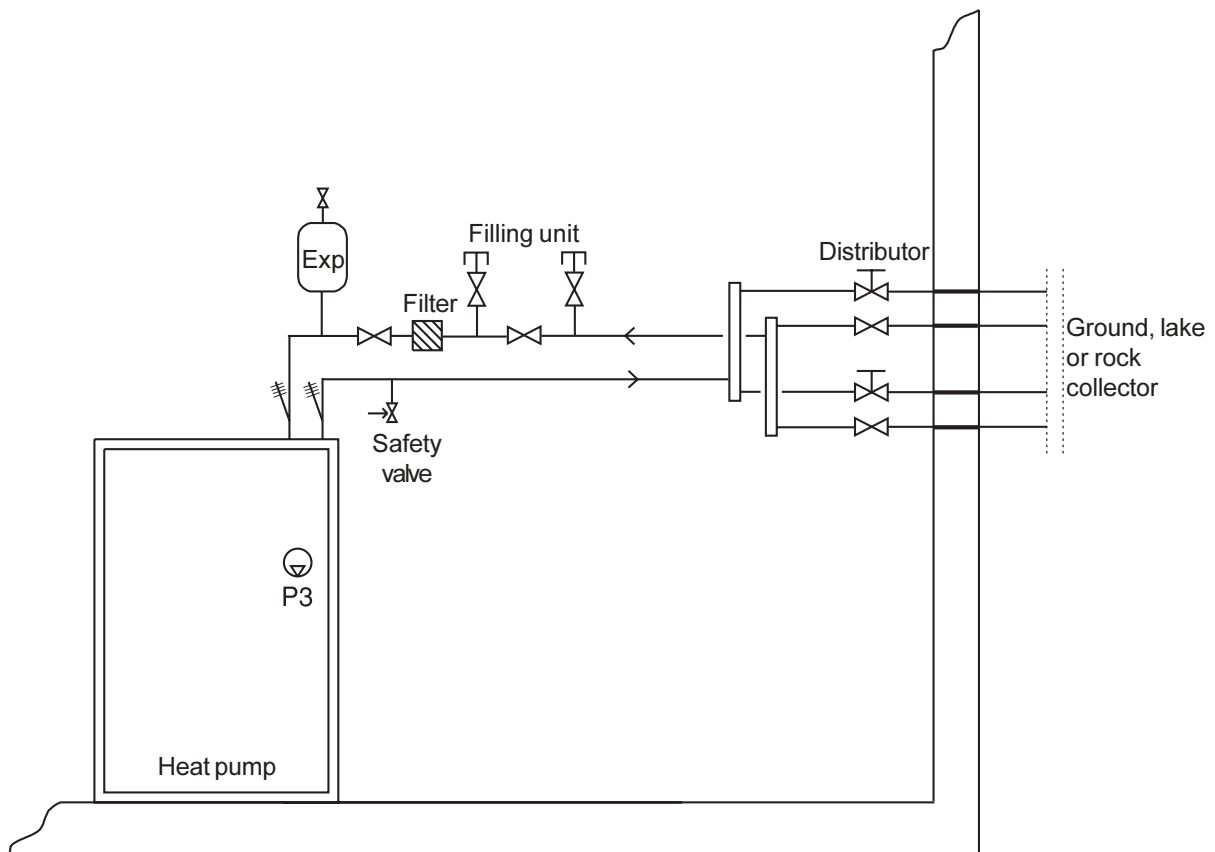 Filling unit
Distributor
Exp
Filter
Ground, lake
or rock
collector
Safety
valve
P3
Heat pump